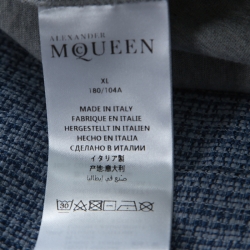 ALEXANDER
McQUEEN
XL
180/104A
MADE IN ITALY
FABRIQUE EN ITALIE
HERGESTELLT IN ITALIEN
HECHO EN ITALIA
СДЕЛАНО В ИТАЛИИ
イタリア製
产地:意大利
صنع في إيطاليا
30